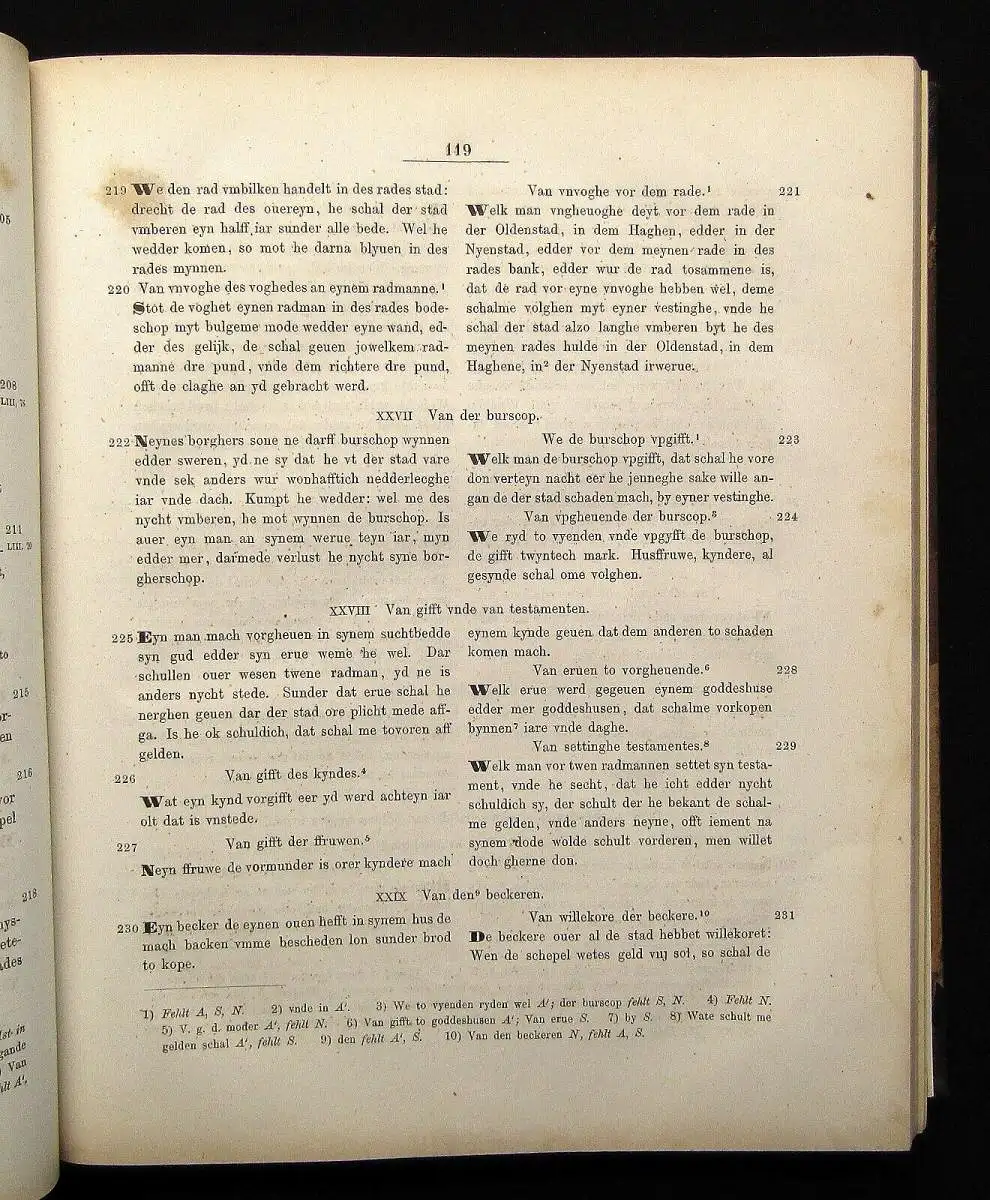 119
219 We den rad vmbilken handelt in des rades stad:
drecht de rad des ouereyn, he schal der stad
vmberen eyn halff iar sunder alle bede. Wel he
wedder komen, so mot he darna blyuen in des
rades mynnen.
220 Van vnvoghe des voghedes an eynem radmanne.¹
Stot de voghet eynen radman in des rades bode-
schop myt bulgeme mode wedder eyne wand, ed-
der des gelijk, de schal geuen jowelkem rad-
manne dre pund, vnde dem richtere dre pund,
offt de claghe an yd gebracht werd.
Van vnvoghe vor dem rade.¹ 221
Welk man vngheuoghe deyt vor dem rade in
der Oldenstad, in dem Haghen, edder in der
Nyenstad, edder vor dem meynen rade in des
rades bank, edder wur de rad tosammene is,
dat de rad vor eyne vnvoghe hebben wel, deme
schalme volghen myt eyner vestinghe, vnde he
schal der stad alzo langhe vmberen byt he des
meynen rades hulde in der Oldenstad, in dem
Haghene, in² der Nyenstad irwerue.
XXVII Van der burscop.
222 Neynes borghers sone ne darff burschop wynnen
edder sweren, yd ne sy dat he vt der stad vare
vnde sek anders wur wonhafftich nedderleoghe
iar vnde dach. Kumpt he wedder: wel me des
nycht vmberen, he mot wynnen de burschop. Is
auer eyn man an synem werue teyn iar, myn
edder mer, darmede verlust he nycht syne bor-
gherschop.
We de burschop vpgifft.¹ 223
Welk man de burschop vpgifft, dat schal he vore
don verteyn nacht eer he jenneghe sake wille an-
gan de der stad schaden mach, by eyner vestinghe.
Van vpgheuende der burscop.³ 224
We ryd to vyenden vnde vpgyfft de burschop,
de gifft twyntech mark. Husffruwe, kyndere, al
gesynde schal ome volghen.
XXVIII Van gifft vnde van testamenten.
225 Eyn man mach vorgheuen in synem suchtbedde
syn gud edder syn erue weme he wel. Dar
schullen ouer wesen twene radman, yd ne is
anders nycht stede. Sunder dat erue schal he
nerghen geuen dar der stad ore plicht mede aff-
ga. Is he ok schuldich, dat schal me tovoren aff
gelden.
226 Van gifft des kyndes.⁴
Wat eyn kynd vorgifft eer yd werd achteyn iar
olt dat is vnstede.
227 Van gifft der ffruwen.⁵
Neyn ffruwe de vormunder is orer kyndere mach
eynem kynde geuen dat dem anderen to schaden
komen mach.
Van eruen to vorgheuende.⁶ 228
Welk erue werd gegeuen eynem goddeshuse
edder mer goddeshusen, dat schalme vorkopen
bynnen⁷ iare vnde daghe.
Van settinghe testamentes.⁸ 229
Welk man vor twen radmannen settet syn testa-
ment, vnde he secht, dat he icht edder nycht
schuldich sy, der schult der he bekant de schal-
me gelden, vnde anders neyne, offt iement na
synem dode wolde schult vorderen, men willet
doch gherne don.
XXIX Van den⁹ beckeren.
230 Eyn becker de eynen ouen hefft in synem hus de
mach backen vmme bescheden lon sunder brod
to kope.
Van willekore der beckere.¹⁰ 231
De beckere ouer al de stad hebbet willekoret:
Wen de schepel wetes geld viij sol, so schal de
1) Fehlt A, S, N. 2) vnde in A'. 3) We to vyenden ryden wel A'; der burscop fehlt S, N. 4) Fehlt N.
5) V. g. d. moder A', fehlt N. 6) Van gifft to goddeshusen A'; Van erue S. 7) by S. 8) Wate schult me
gelden schal A', fehlt S. 9) den fehlt A', S. 10) Van den beckeren N, fehlt A, S.
208
LIII,
211
LIII.
to
215
en
216
vor
pel
218
ades
in
gande
Van
A',